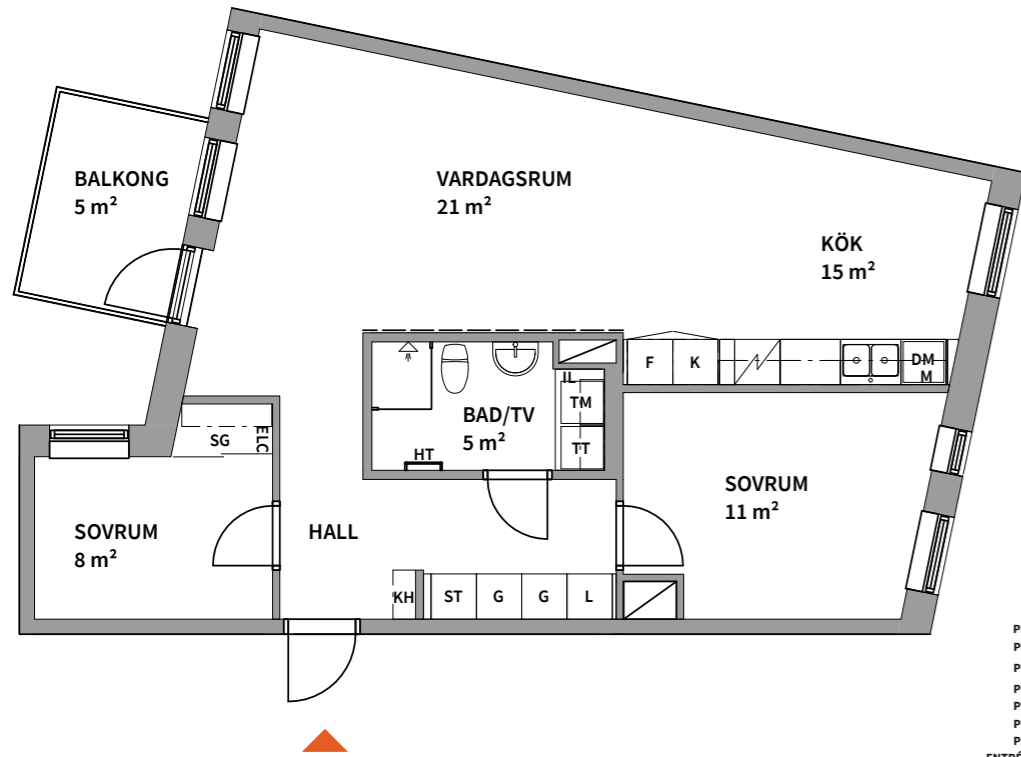 BALKONG
5 m²
VARDAGSRUM
21 m²
KÖK
15 m²
F
K
DM
M
IL
TM
TT
BAD/TV
5 m²
HT
SG
ELC
SOVRUM
11 m²
SOVRUM
8 m²
HALL
KH
ST
G
G
L
P
P
P
P
P
P
P